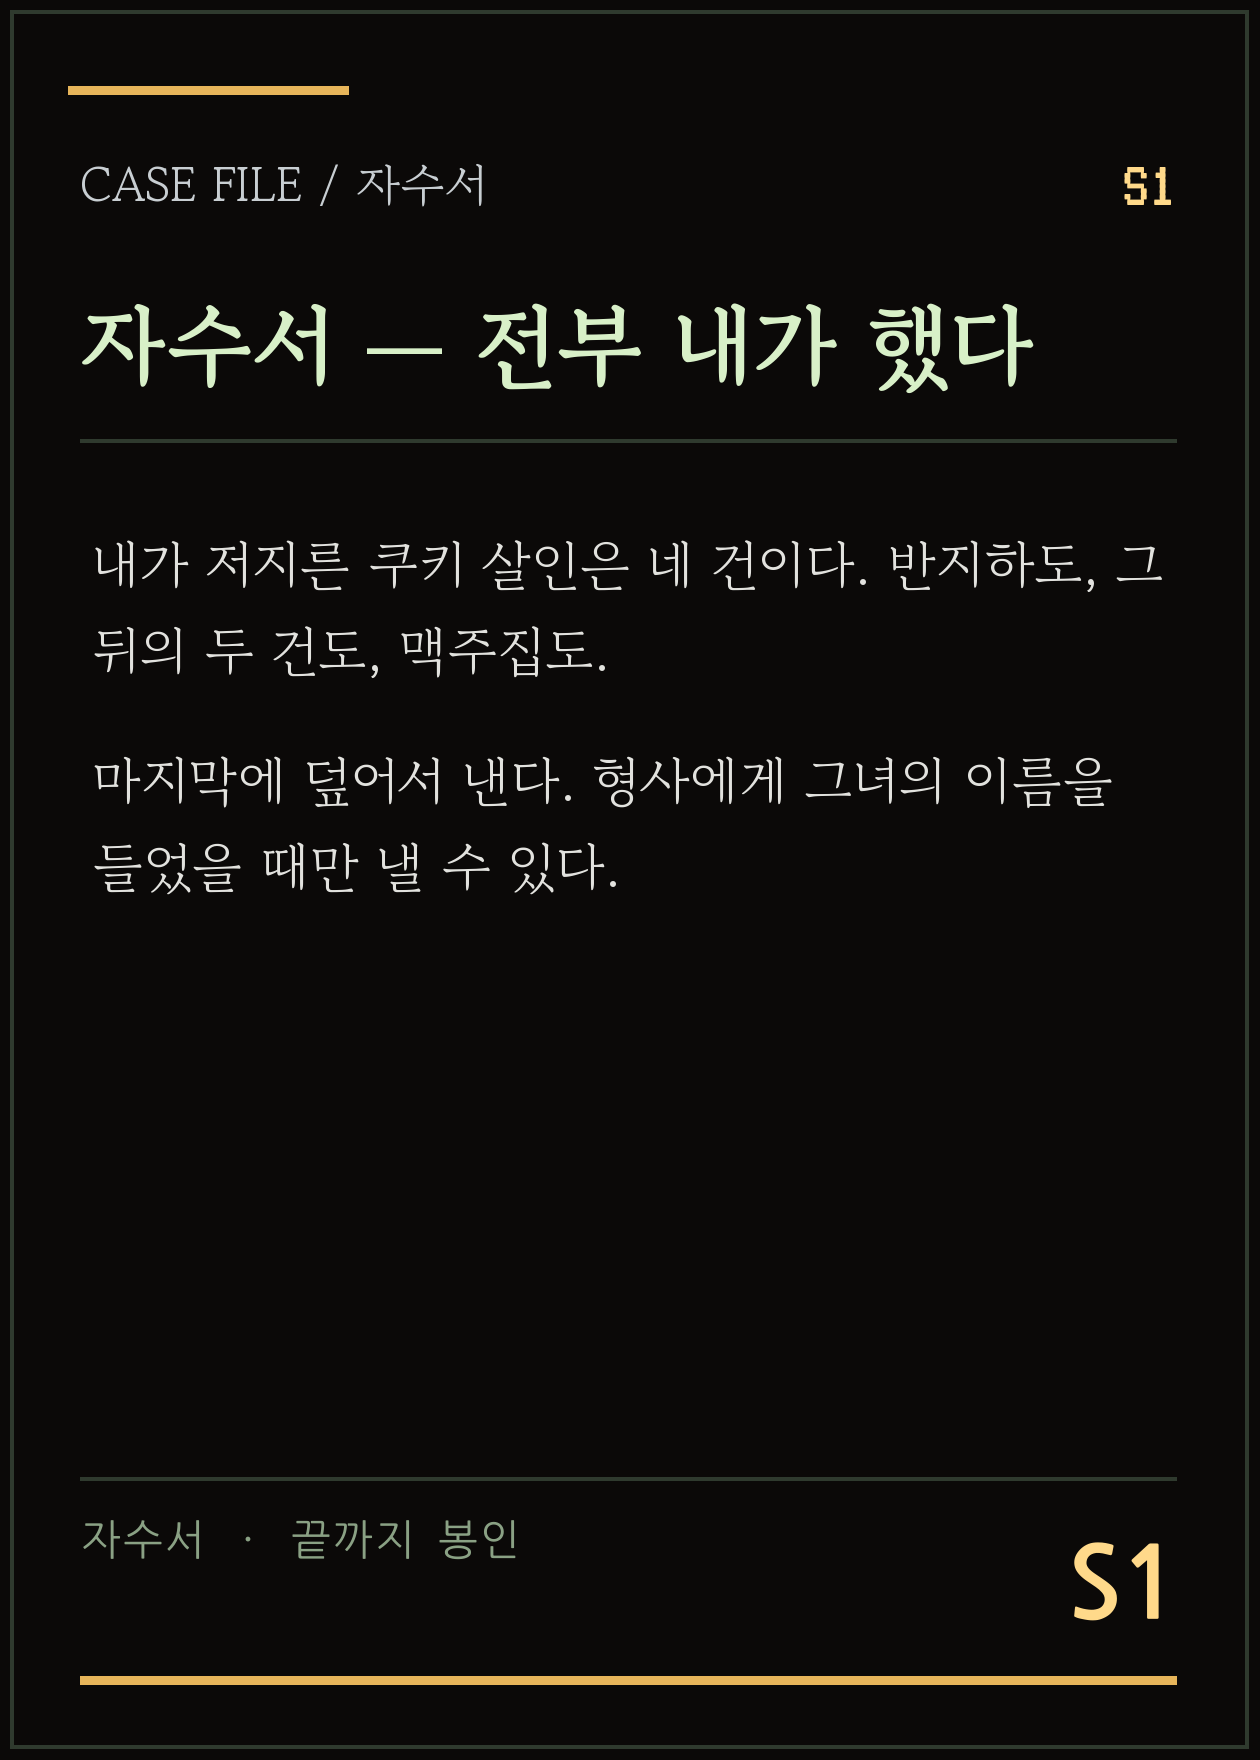 CASE FILE / 자수서
S1
자수서 — 전부 내가 했다
내가 저지른 쿠키 살인은 네 건이다. 반지하도, 그
뒤의 두 건도, 맥주집도.
마지막에 덮어서 낸다. 형사에게 그녀의 이름을
들었을 때만 낼 수 있다.
자수서 · 끝까지 봉인
S1